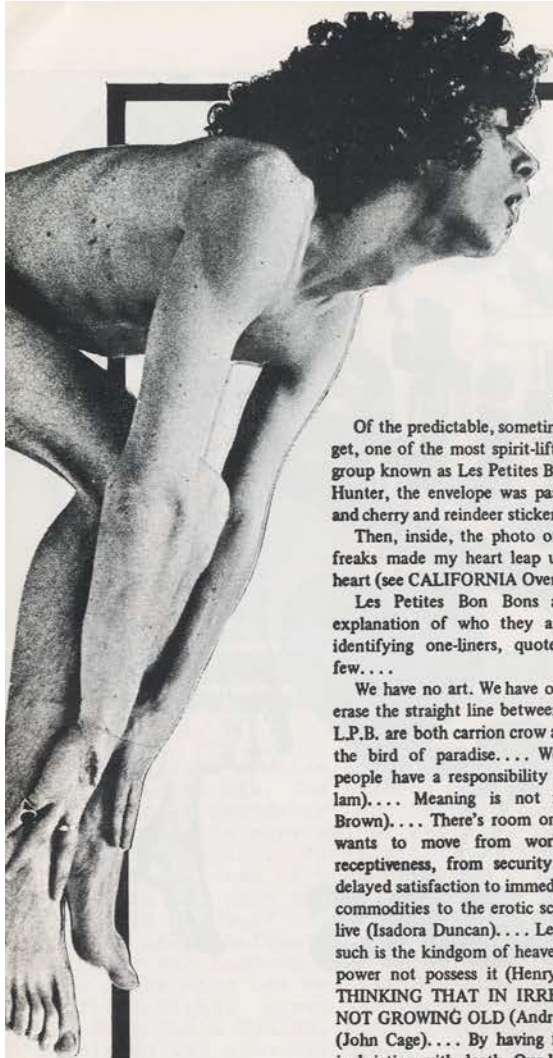 Of the predictable, sometin
get, one of the most spirit-lift
group known as Les Petites B
Hunter, the envelope was pa
and cherry and reindeer sticker
Then, inside, the photo o
freaks made my heart leap u
heart (see CALIFORNIA Over
Les Petites Bon Bons a
explanation of who they a
identifying one-liners, quote
few....
We have no art. We have o
erase the straight line between
L.P.B. are both carrion crow a
the bird of paradise.... W
people have a responsibility
lam).... Meaning is not
Brown).... There's room or
wants to move from wor
receptiveness, from security
delayed satisfaction to immed
commodities to the erotic sc
live (Isadora Duncan).... Le
such is the kindgom of heave
power not possess it (Henry
THINKING THAT IN IRRE
NOT GROWING OLD (Andr
(John Cage).... By having